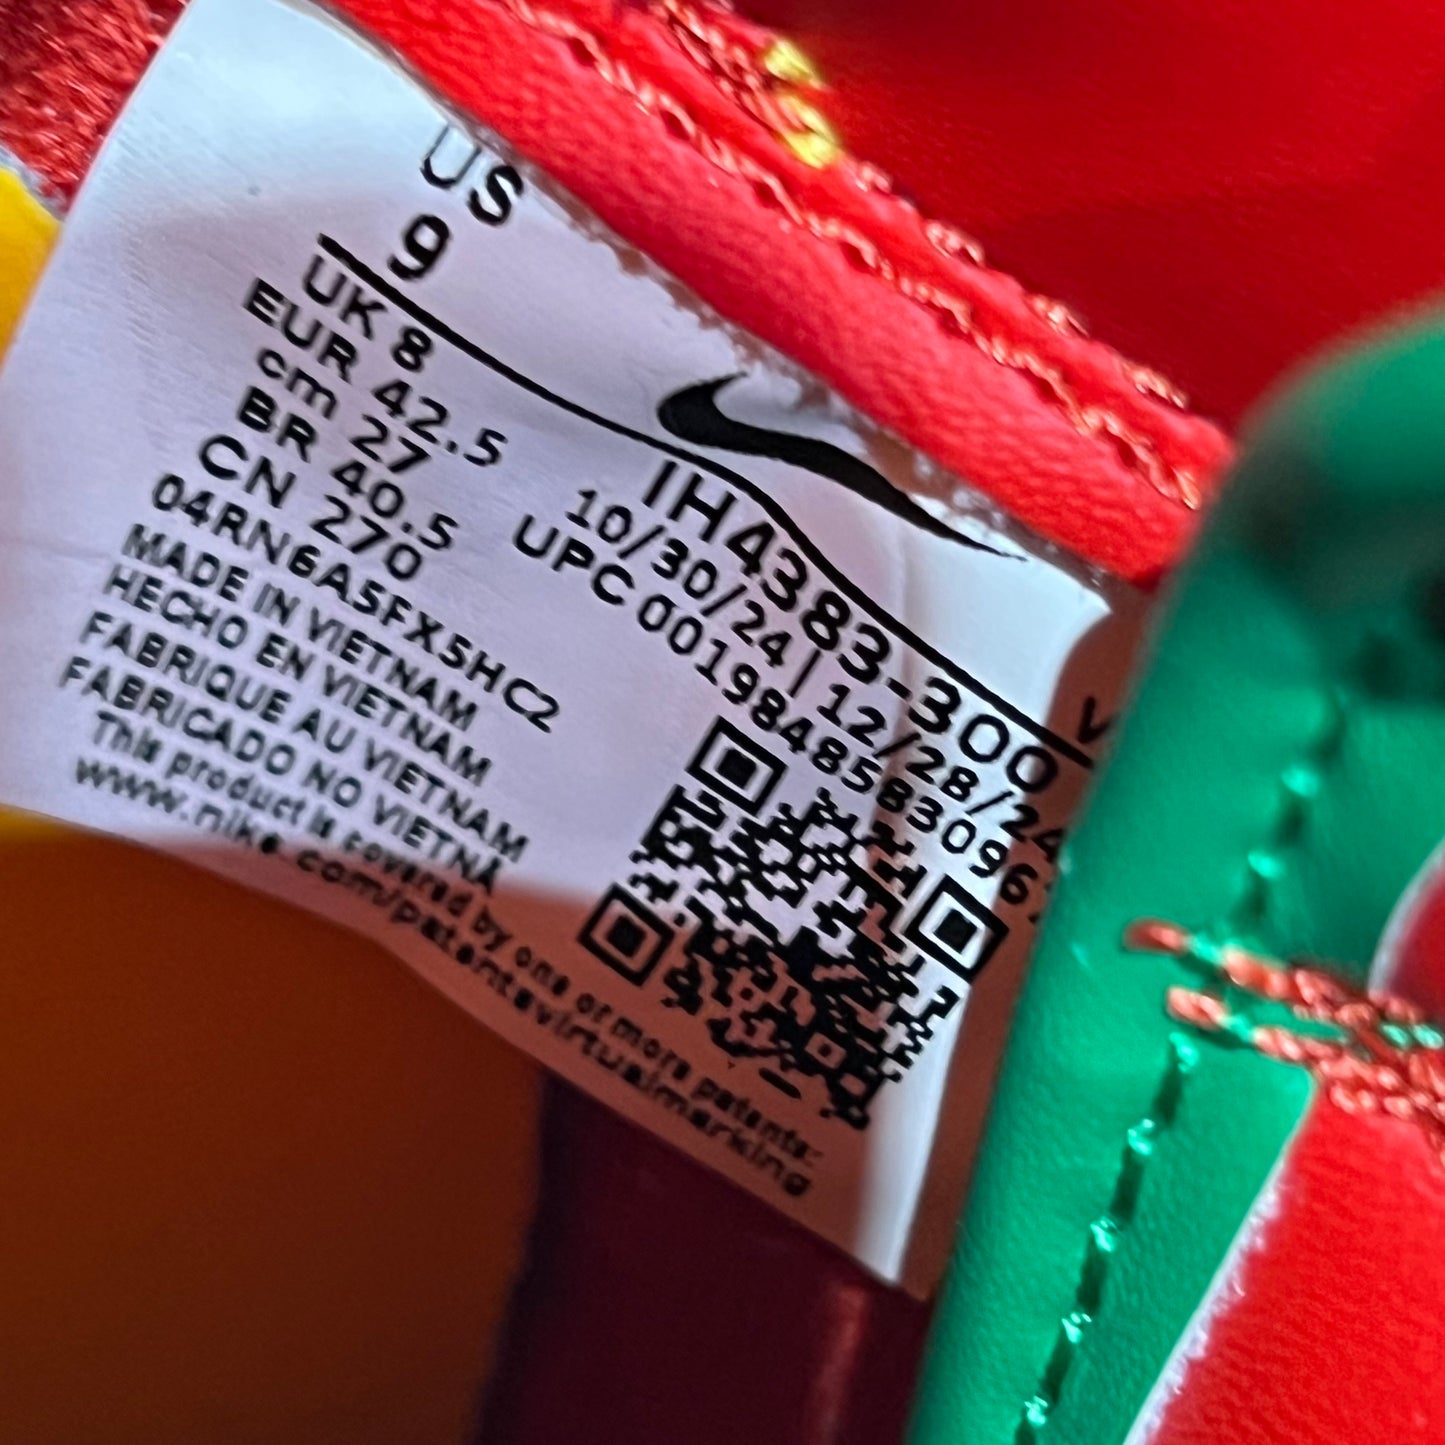 US
9
UK 8
EUR 42.5
cm 27
BR 40.5
CN 270
04RN6A5FX5HC2
MADE IN VIETNAM
HECHO EN VIETNAM
FABRIQUE AU VIETNAM
FABRICADO NO VIETNÃ
This product is covered by one or more patents:
www.nike.com/patentsvirtualmarking
IH4383-300
10/30/24 | 12/28/24
UPC 00198485830967